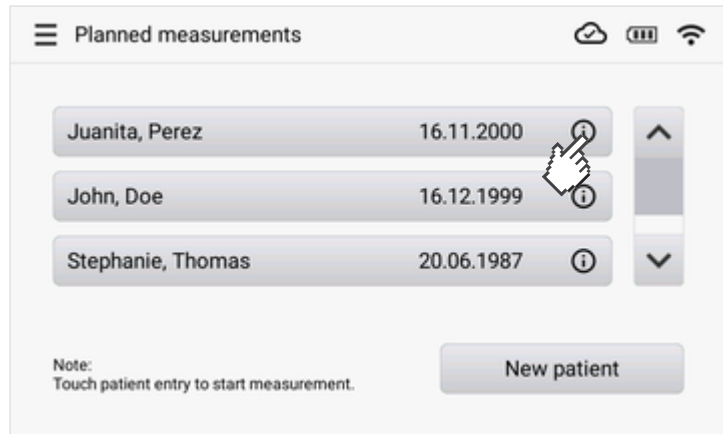 Planned measurements
Juanita, Perez 16.11.2000
John, Doe 16.12.1999
Stephanie, Thomas 20.06.1987
Note:
Touch patient entry to start measurement.
New patient